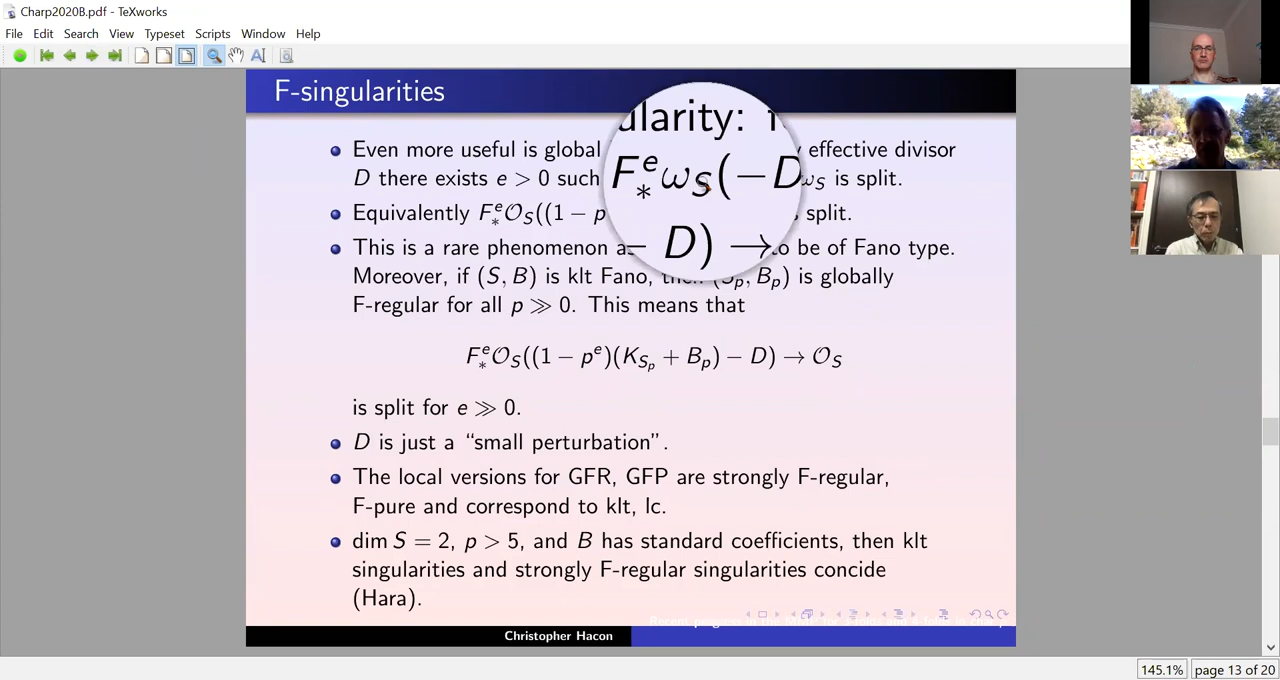 Charp2020B.pdf - TeXworks
File Edit Search View Typeset Scripts Window Help
F-singularities
ularity:
Even more useful is global effective divisor
D there exists e > 0 such F^e_* ω_S(−D ω_S is split.
Equivalently F^e_* O_S((1 − p − D) → split.
This is a rare phenomenon as to be of Fano type.
Moreover, if (S, B) is klt Fano, then (S_p, B_p) is globally
F-regular for all p ≫ 0. This means that
F^e_* O_S((1 − p^e)(K_{S_p} + B_p) − D) → O_S
is split for e ≫ 0.
D is just a “small perturbation”.
The local versions for GFR, GFP are strongly F-regular,
F-pure and correspond to klt, lc.
dim S = 2, p > 5, and B has standard coefficients, then klt
singularities and strongly F-regular singularities concide
(Hara).
Christopher Hacon
145.1% page 13 of 20